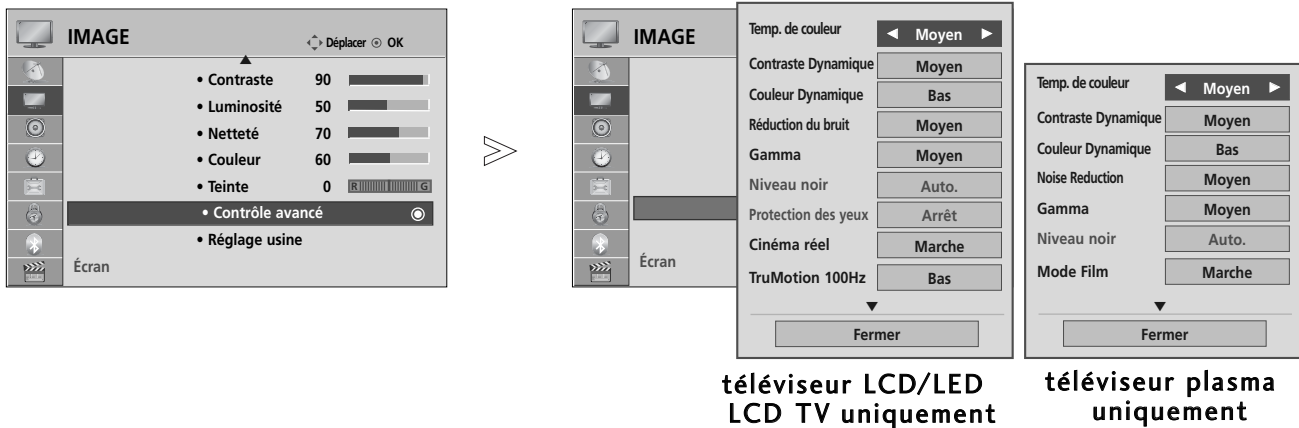 IMAGE
Déplacer OK
• Contraste 90
• Luminosité 50
• Netteté 70
• Couleur 60
• Teinte 0 R G
• Contrôle avancé
• Réglage usine
Écran
IMAGE
Écran
Temp. de couleur ◀ Moyen ▶
Contraste Dynamique Moyen
Couleur Dynamique Bas
Réduction du bruit Moyen
Gamma Moyen
Niveau noir Auto.
Protection des yeux Arrêt
Cinéma réel Marche
TruMotion 100Hz Bas
Fermer
téléviseur LCD/LED
LCD TV uniquement
Temp. de couleur ◀ Moyen ▶
Contraste Dynamique Moyen
Couleur Dynamique Bas
Noise Reduction Moyen
Gamma Moyen
Niveau noir Auto.
Mode Film Marche
Fermer
téléviseur plasma
uniquement